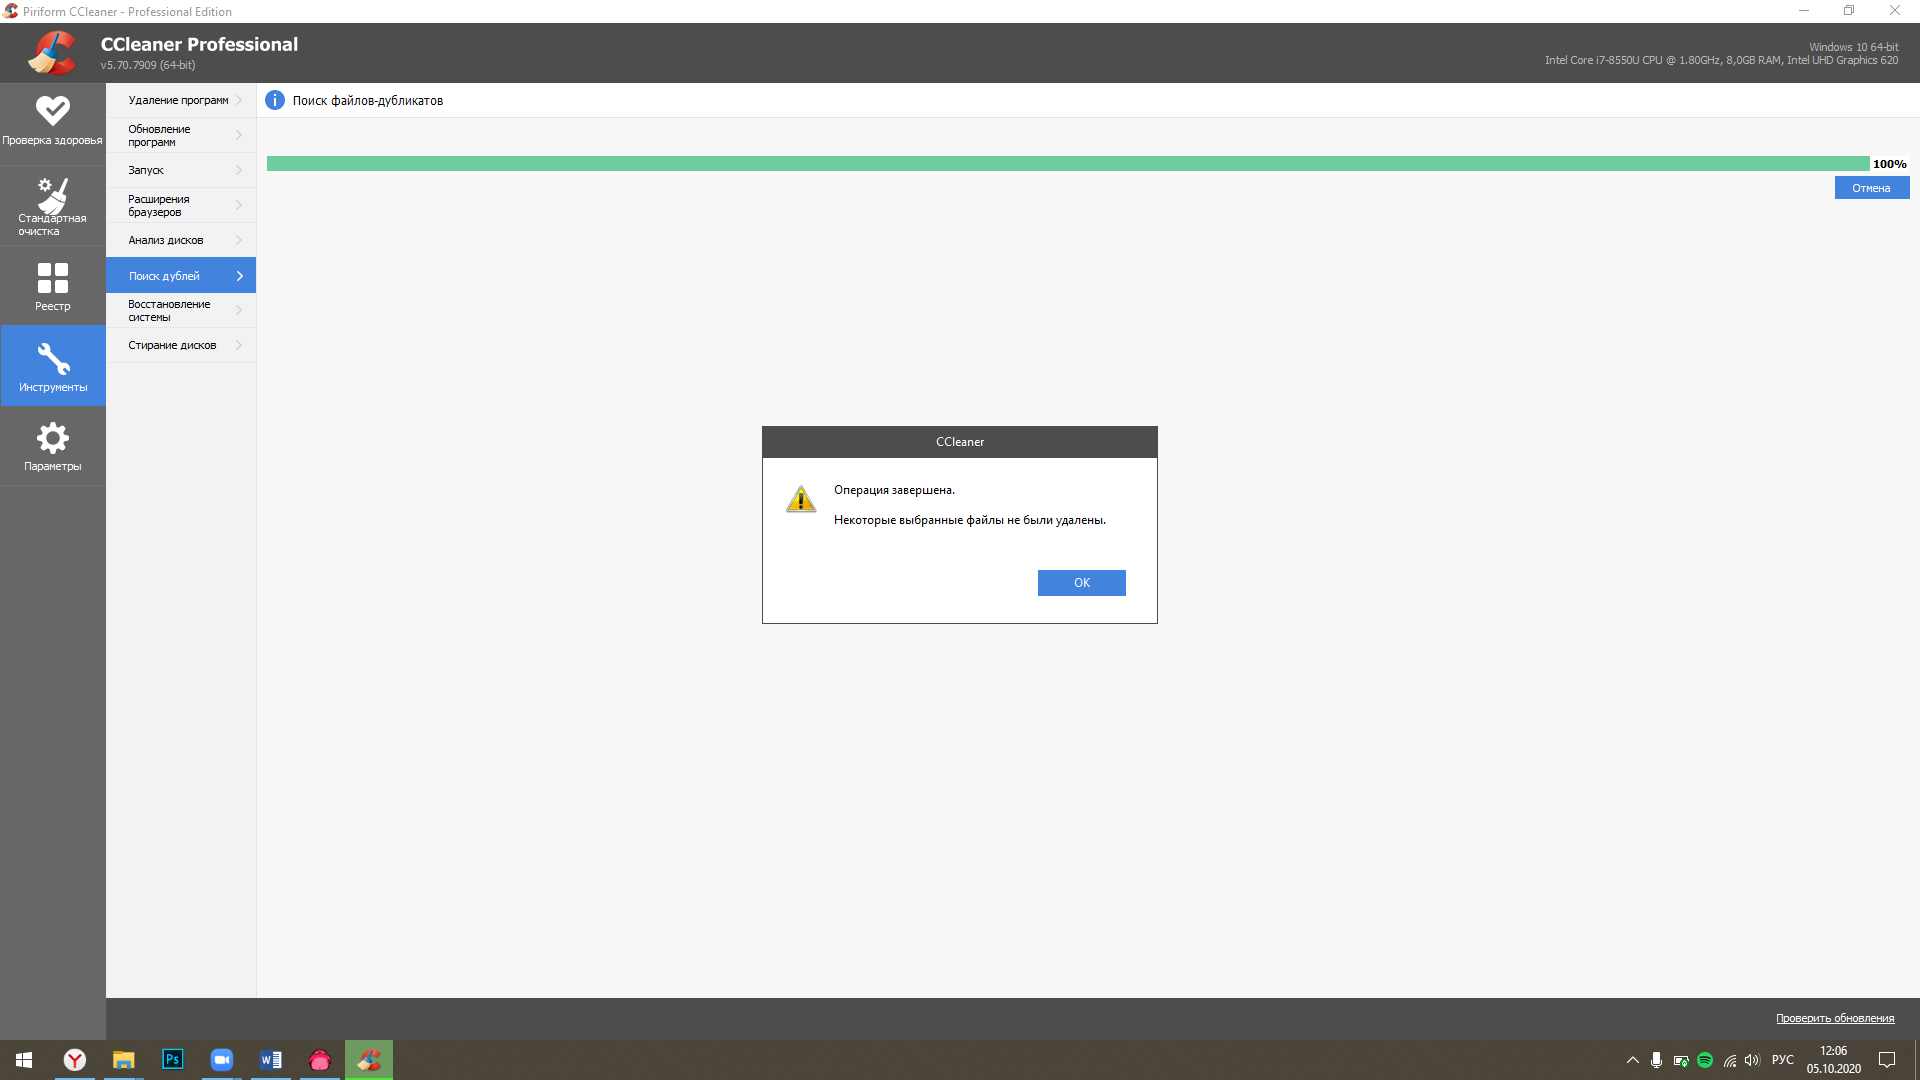 Piriform CCleaner - Professional Edition
CCleaner Professional
v5.70.7909 (64-bit)
Windows 10 64-bit
Intel Core i7-8550U CPU @ 1.80GHz, 8,0GB RAM, Intel UHD Graphics 620
Проверка здоровья
Стандартная
очистка
Реестр
Инструменты
Параметры
Удаление программ
Обновление
программ
Запуск
Расширения
браузеров
Анализ дисков
Поиск дублей
Восстановление
системы
Стирание дисков
Поиск файлов-дубликатов
100%
Отмена
CCleaner
Операция завершена.
Некоторые выбранные файлы не были удалены.
OK
Проверить обновления
Ps
РУС
12:06
05.10.2020